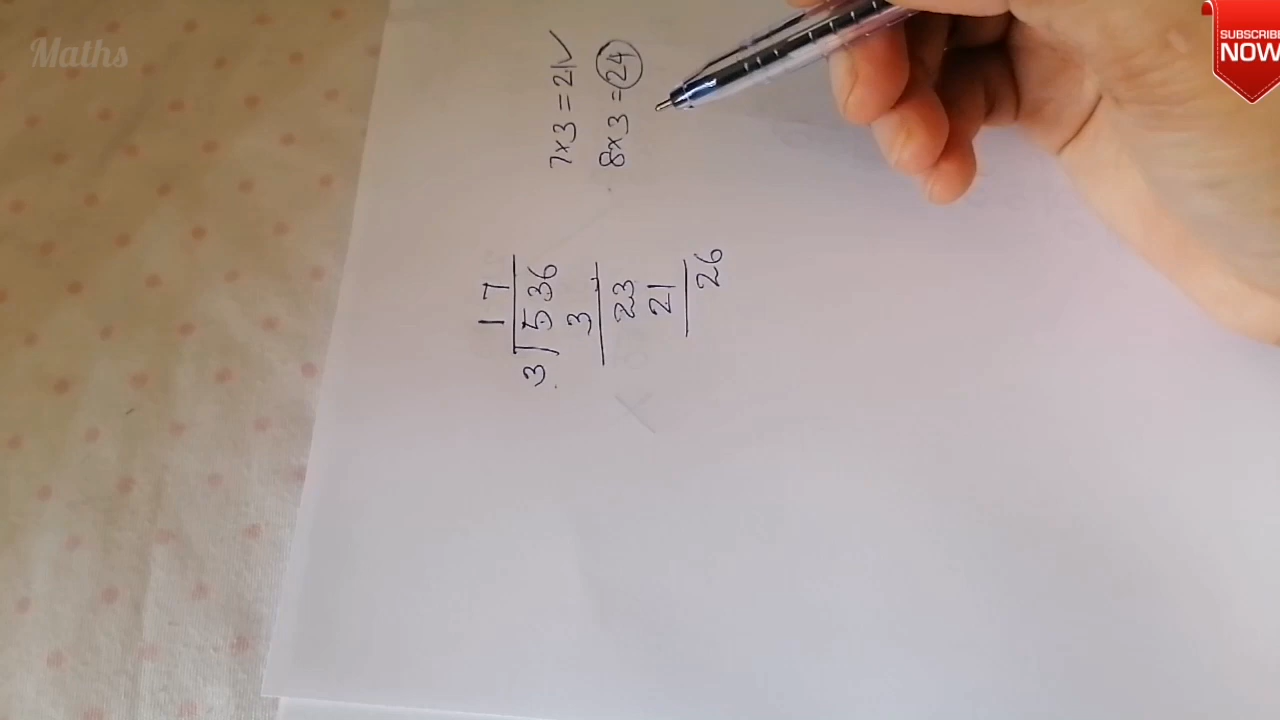 Maths
SUBSCRIBE
NOW
7x3 = 21✓
8x3 = 24
17
3)536
3
23
21
26